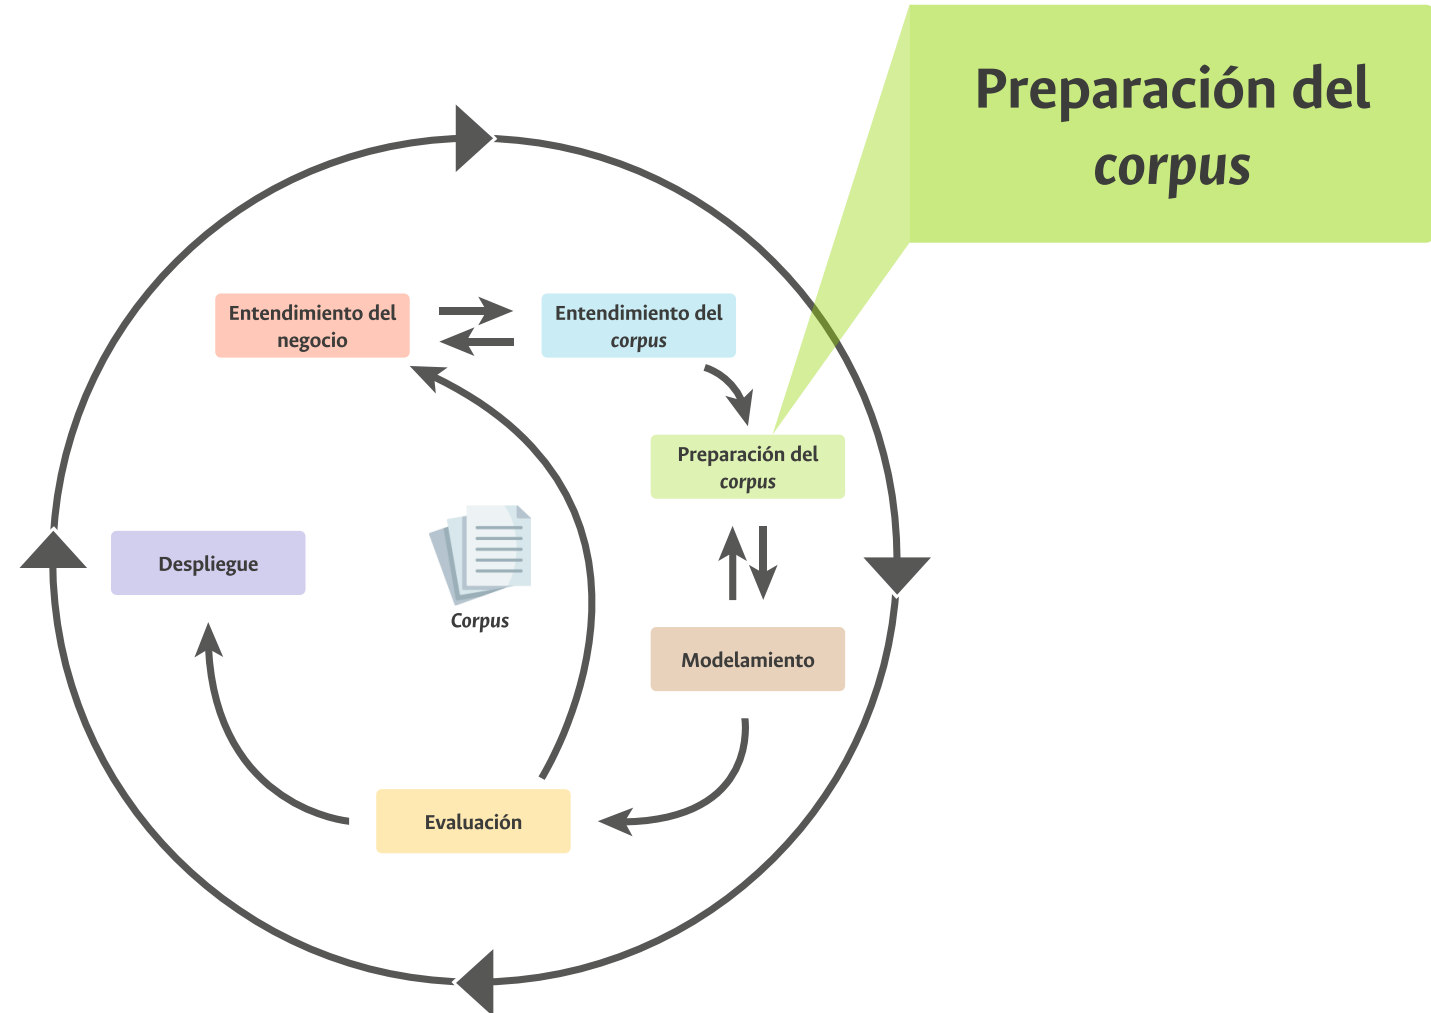 Preparación del
corpus
Entendimiento del
negocio
Entendimiento del
corpus
Preparación del
corpus
Despliegue
Corpus
Modelamiento
Evaluación